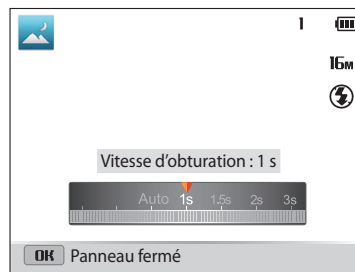 1
16M
Vitesse d'obturation : 1 s
Auto 1s 1.5s 2s 3s
OK Panneau fermé